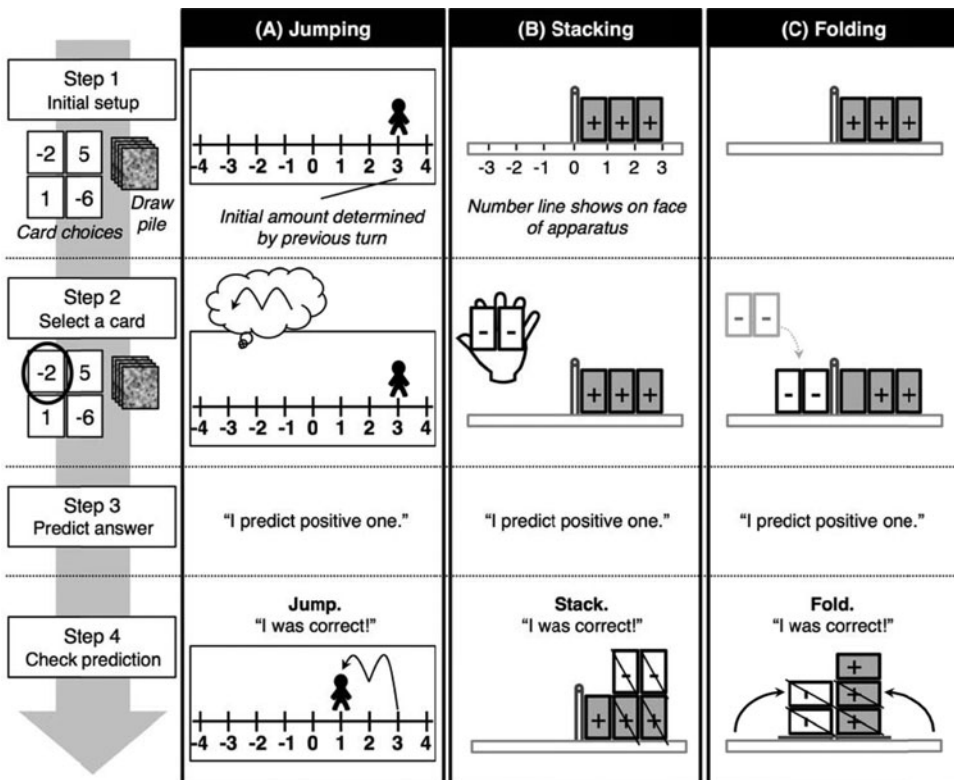 (A) Jumping
(B) Stacking
(C) Folding
Step 1
Initial setup
-2 5
1 -6
Card choices
Draw
pile
-4 -3 -2 -1 0 1 2 3 4
Initial amount determined
by previous turn
+ + +
-3 -2 -1 0 1 2 3
Number line shows on face
of apparatus
+ + +
Step 2
Select a card
-2 5
1 -6
-4 -3 -2 -1 0 1 2 3 4
- -
+ + +
- -
- - + +
Step 3
Predict answer
"I predict positive one."
"I predict positive one."
"I predict positive one."
Step 4
Check prediction
Jump.
"I was correct!"
-4 -3 -2 -1 0 1 2 3 4
Stack.
"I was correct!"
- -
+ + +
Fold.
"I was correct!"
+
- +
- +